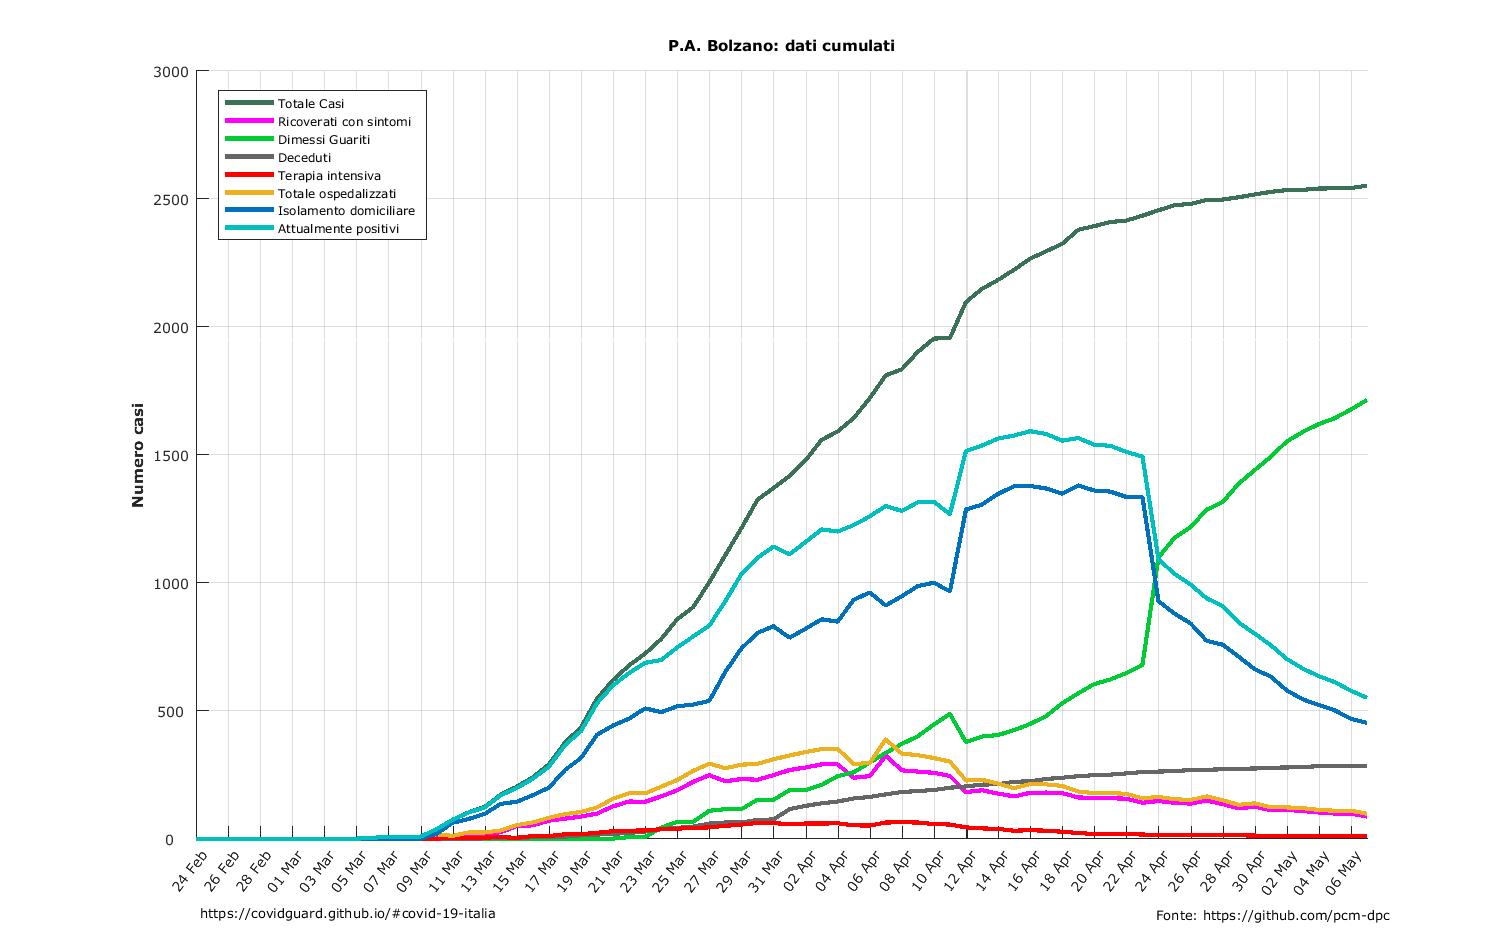 P.A. Bolzano: dati cumulati
3000
2500
2000
1500
1000
500
0
Numero casi
Totale Casi
Ricoverati con sintomi
Dimessi Guariti
Deceduti
Terapia intensiva
Totale ospedalizzati
Isolamento domiciliare
Attualmente positivi
24 Feb
26 Feb
28 Feb
01 Mar
03 Mar
05 Mar
07 Mar
09 Mar
11 Mar
13 Mar
15 Mar
17 Mar
19 Mar
21 Mar
23 Mar
25 Mar
27 Mar
29 Mar
31 Mar
02 Apr
04 Apr
06 Apr
08 Apr
10 Apr
12 Apr
14 Apr
16 Apr
18 Apr
20 Apr
22 Apr
24 Apr
26 Apr
28 Apr
30 Apr
02 May
04 May
06 May
https://covidguard.github.io/#covid-19-italia
Fonte: https://github.com/pcm-dpc